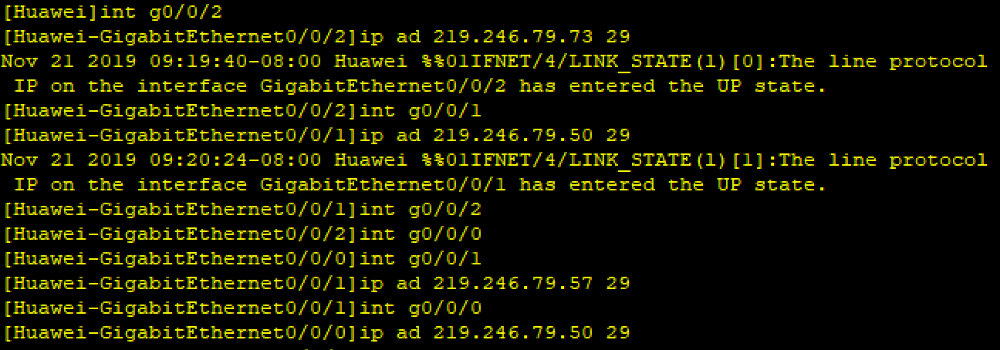 [Huawei]int g0/0/2
[Huawei-GigabitEthernet0/0/2]ip ad 219.246.79.73 29
Nov 21 2019 09:19:40-08:00 Huawei %%01IFNET/4/LINK_STATE(l)[0]:The line protocol
 IP on the interface GigabitEthernet0/0/2 has entered the UP state.
[Huawei-GigabitEthernet0/0/2]int g0/0/1
[Huawei-GigabitEthernet0/0/1]ip ad 219.246.79.50 29
Nov 21 2019 09:20:24-08:00 Huawei %%01IFNET/4/LINK_STATE(l)[1]:The line protocol
 IP on the interface GigabitEthernet0/0/1 has entered the UP state.
[Huawei-GigabitEthernet0/0/1]int g0/0/2
[Huawei-GigabitEthernet0/0/2]int g0/0/0
[Huawei-GigabitEthernet0/0/0]int g0/0/1
[Huawei-GigabitEthernet0/0/1]ip ad 219.246.79.57 29
[Huawei-GigabitEthernet0/0/1]int g0/0/0
[Huawei-GigabitEthernet0/0/0]ip ad 219.246.79.50 29